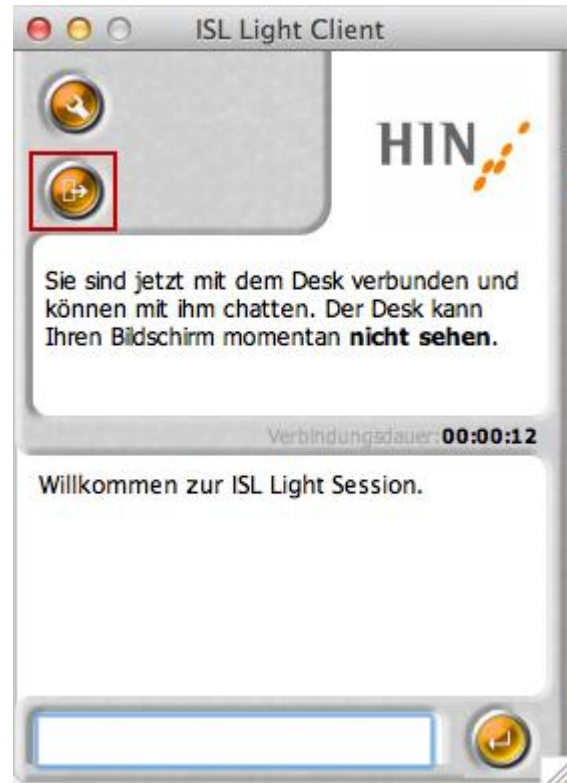 ISL Light Client
HIN
Sie sind jetzt mit dem Desk verbunden und
können mit ihm chatten. Der Desk kann
Ihren Bildschirm momentan nicht sehen.
Verbindungsdauer: 00:00:12
Willkommen zur ISL Light Session.